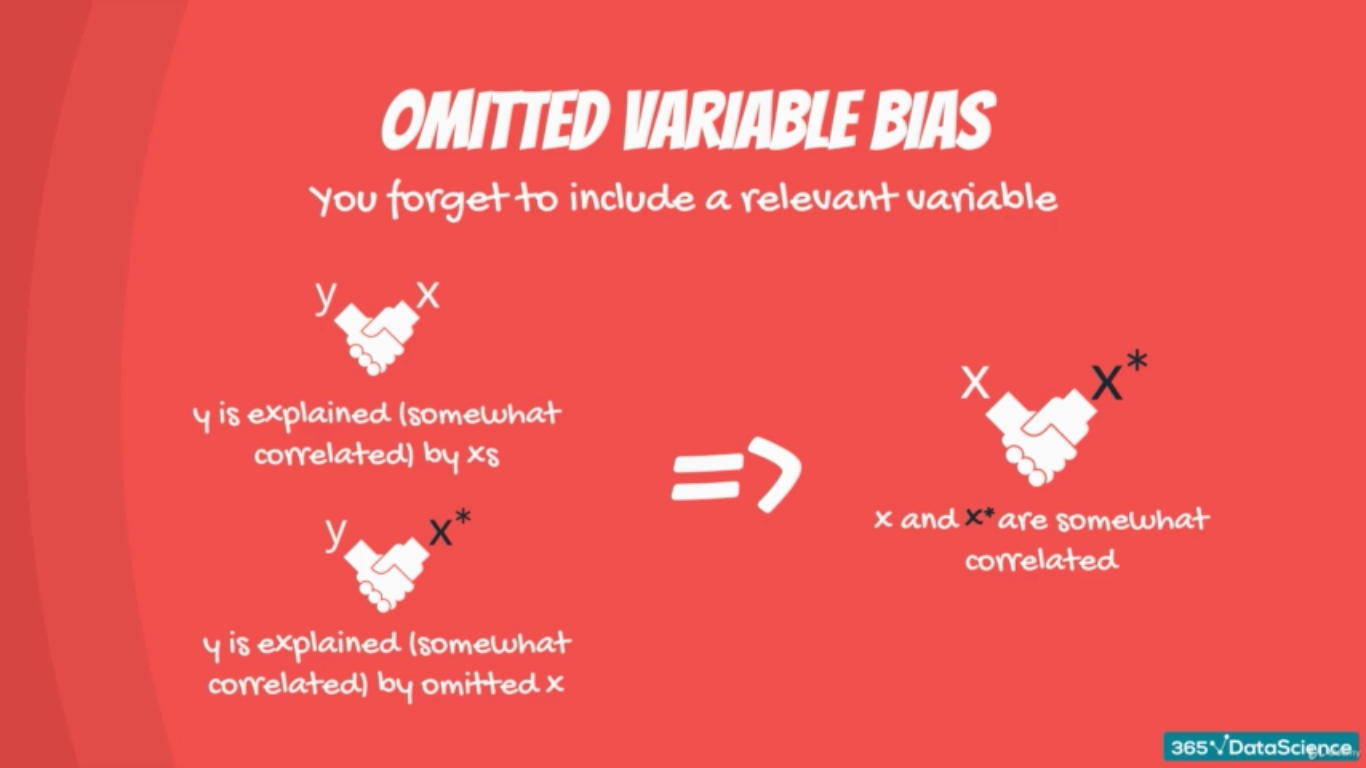 OMITTED VARIABLE BIAS
You forget to include a relevant variable
y x
y is explained (somewhat
correlated) by xs
y x*
y is explained (somewhat
correlated) by omitted x
=>
x x*
x and x* are somewhat
correlated
365 DataScience